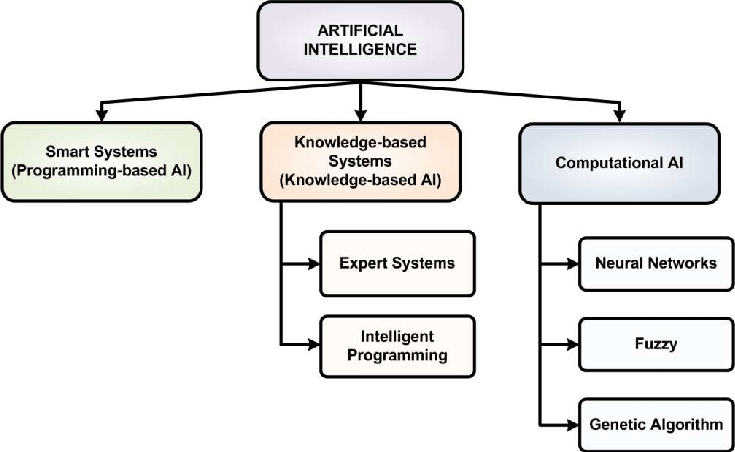 ARTIFICIAL
INTELLIGENCE
Smart Systems
(Programming-based AI)
Knowledge-based
Systems
(Knowledge-based AI)
Computational AI
Expert Systems
Intelligent
Programming
Neural Networks
Fuzzy
Genetic Algorithm